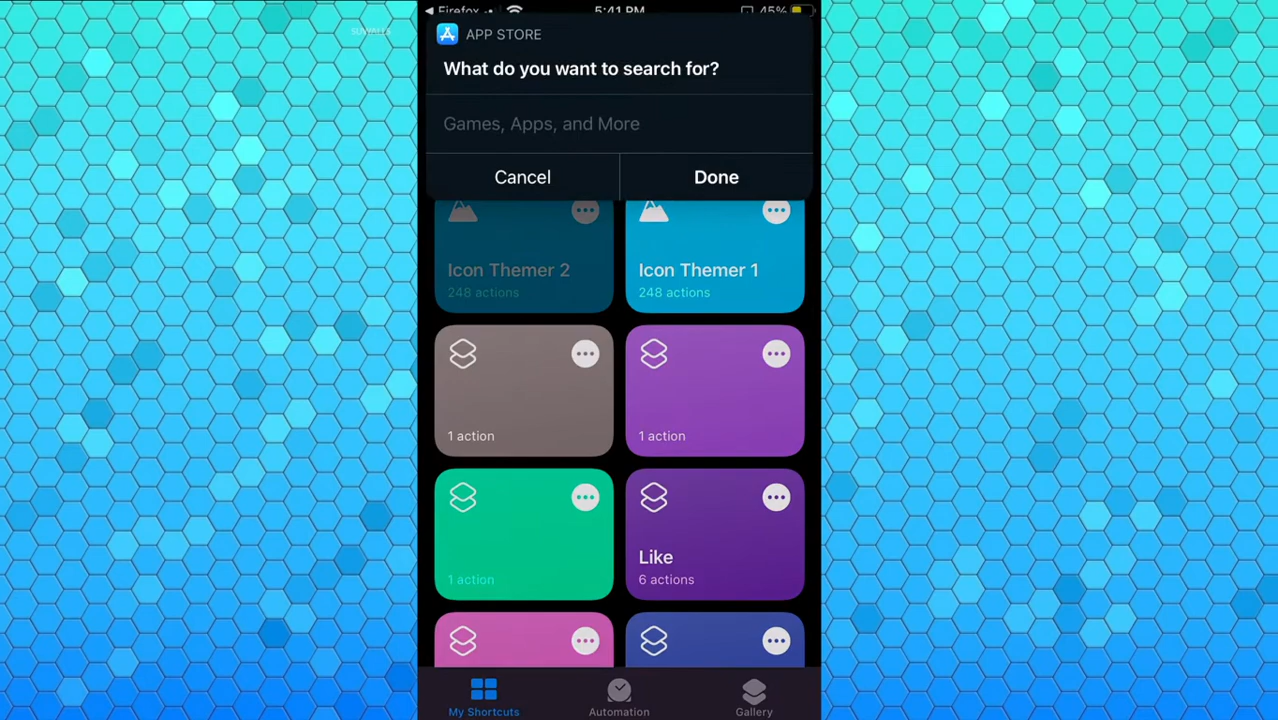 SUWALLS
Firefox
5:41 PM
45%
APP STORE
What do you want to search for?
Games, Apps, and More
Cancel
Done
Icon Themer 2
248 actions
Icon Themer 1
248 actions
1 action
1 action
1 action
Like
6 actions
My Shortcuts
Automation
Gallery